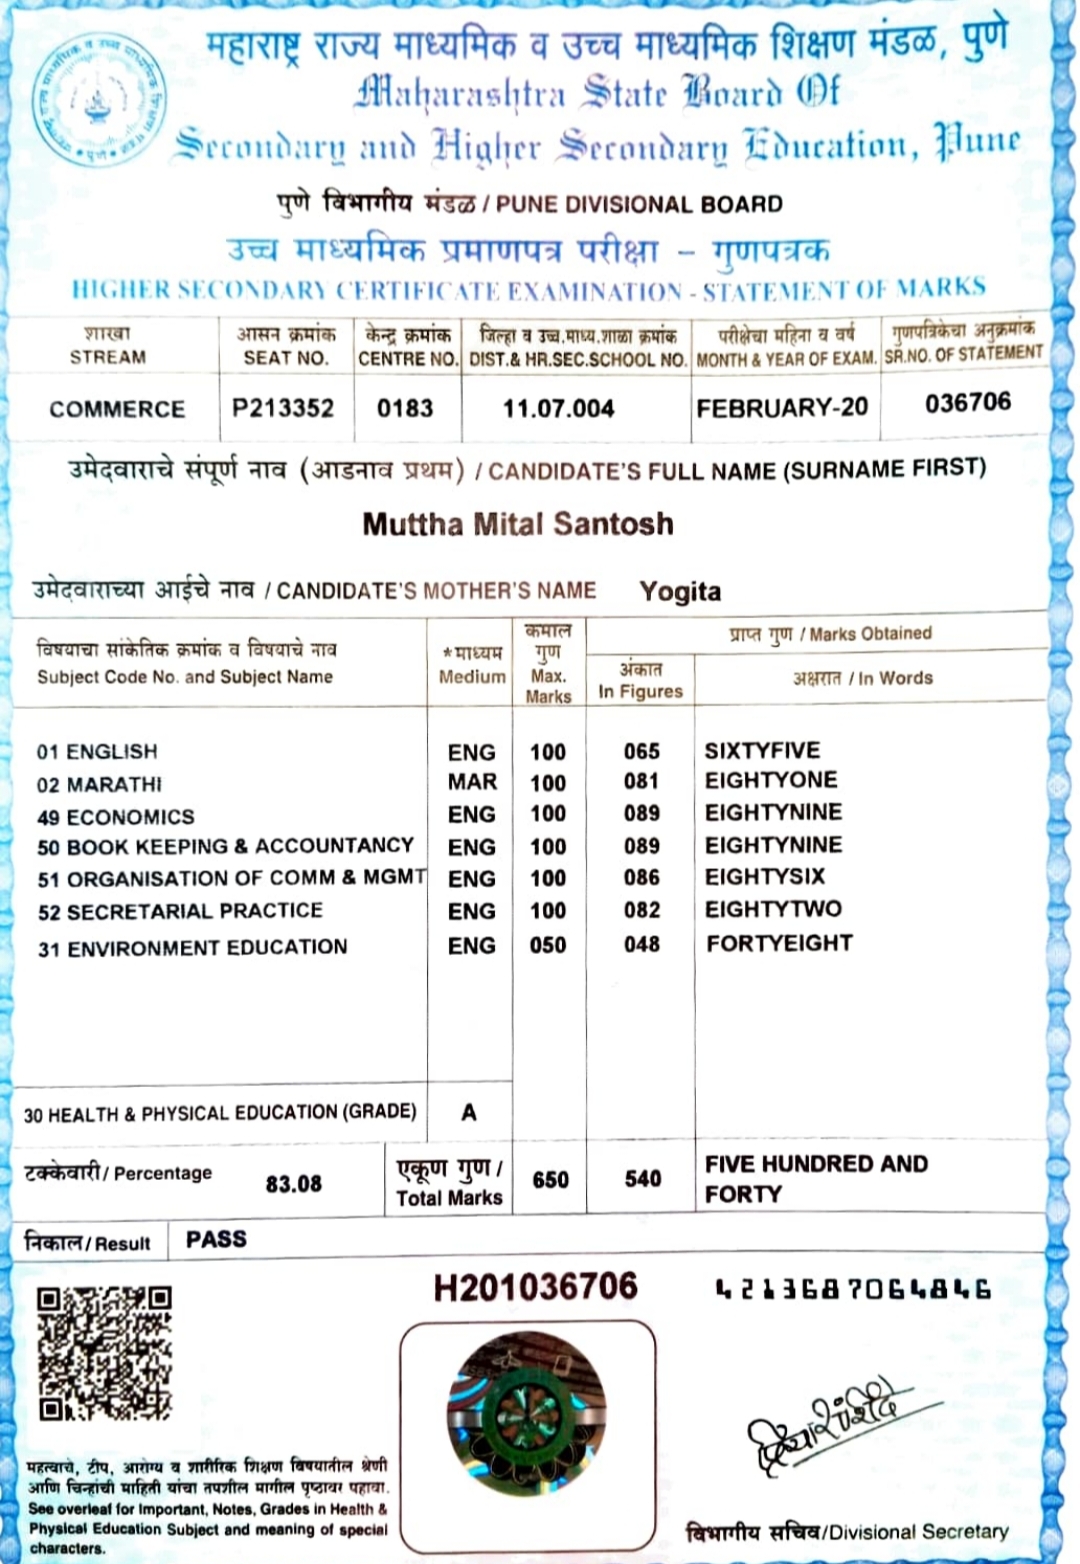 महाराष्ट्र राज्य माध्यमिक व उच्च माध्यमिक शिक्षण मंडळ, पुणे
Maharashtra State Board Of
Secondary and Higher Secondary Education, Pune
पुणे विभागीय मंडळ / PUNE DIVISIONAL BOARD
उच्च माध्यमिक प्रमाणपत्र परीक्षा – गुणपत्रक
HIGHER SECONDARY CERTIFICATE EXAMINATION - STATEMENT OF MARKS
शाखा आसन क्रमांक केन्द्र क्रमांक जिल्हा व उच्च.माध्य.शाळा क्रमांक परीक्षेचा महिना व वर्ष गुणपत्रिकेचा अनुक्रमांक
STREAM SEAT NO. CENTRE NO. DIST.& HR.SEC.SCHOOL NO. MONTH & YEAR OF EXAM. SR.NO. OF STATEMENT
COMMERCE P213352 0183 11.07.004 FEBRUARY-20 036706
उमेदवाराचे संपूर्ण नाव (आडनाव प्रथम) / CANDIDATE'S FULL NAME (SURNAME FIRST)
Muttha Mital Santosh
उमेदवाराच्या आईचे नाव / CANDIDATE'S MOTHER'S NAME Yogita
विषयाचा सांकेतिक क्रमांक व विषयाचे नाव
Subject Code No. and Subject Name
*माध्यम
Medium
कमाल
गुण
Max.
Marks
प्राप्त गुण / Marks Obtained
अंकात
In Figures
अक्षरात / In Words
01 ENGLISH ENG 100 065 SIXTYFIVE
02 MARATHI MAR 100 081 EIGHTYONE
49 ECONOMICS ENG 100 089 EIGHTYNINE
50 BOOK KEEPING & ACCOUNTANCY ENG 100 089 EIGHTYNINE
51 ORGANISATION OF COMM & MGMT ENG 100 086 EIGHTYSIX
52 SECRETARIAL PRACTICE ENG 100 082 EIGHTYTWO
31 ENVIRONMENT EDUCATION ENG 050 048 FORTYEIGHT
30 HEALTH & PHYSICAL EDUCATION (GRADE) A
टक्केवारी/ Percentage 83.08
एकूण गुण /
Total Marks 650 540
FIVE HUNDRED AND
FORTY
निकाल/Result PASS
H201036706
4213687064846
महत्वाचे, टीप, आरोग्य व शारीरिक शिक्षण विषयातील श्रेणी
आणि चिन्हांची माहिती यांचा तपशील मागील पृष्ठावर पहावा.
See overleaf for Important, Notes, Grades in Health &
Physical Education Subject and meaning of special
characters.
विभागीय सचिव/Divisional Secretary